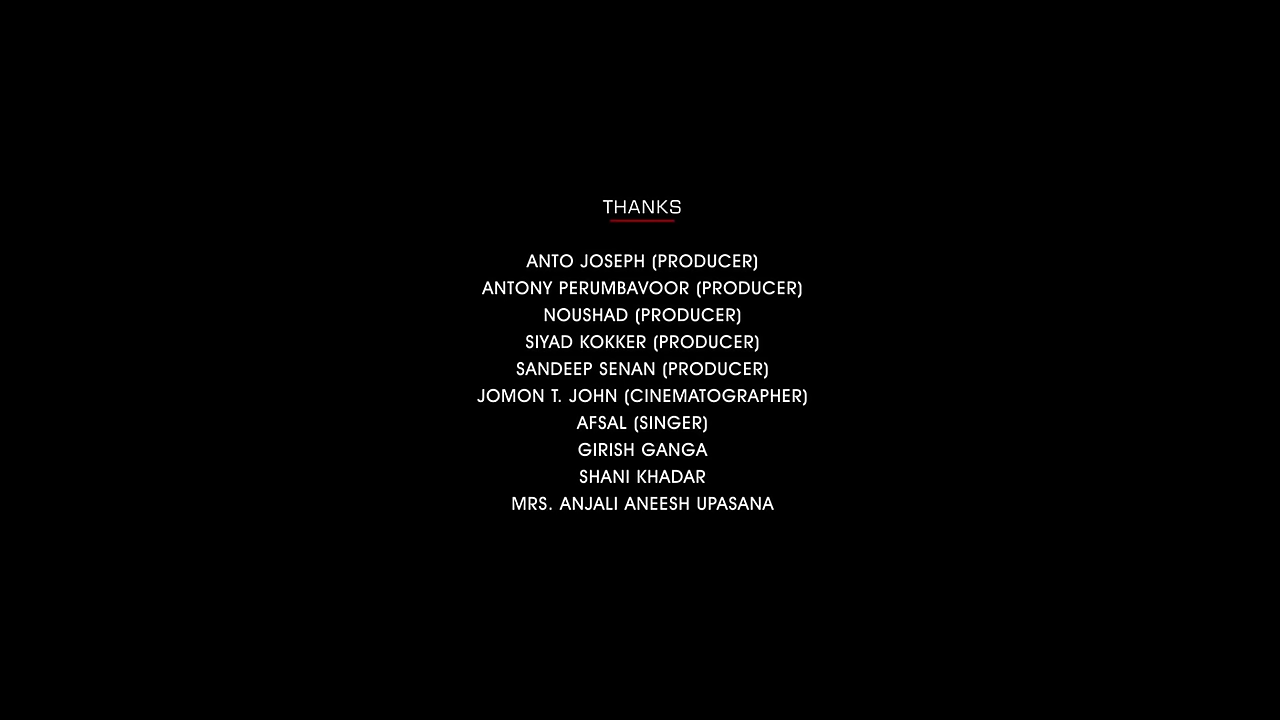 THANKS
ANTO JOSEPH (PRODUCER)
ANTONY PERUMBAVOOR (PRODUCER)
NOUSHAD (PRODUCER)
SIYAD KOKKER (PRODUCER)
SANDEEP SENAN (PRODUCER)
JOMON T. JOHN (CINEMATOGRAPHER)
AFSAL (SINGER)
GIRISH GANGA
SHANI KHADAR
MRS. ANJALI ANEESH UPASANA